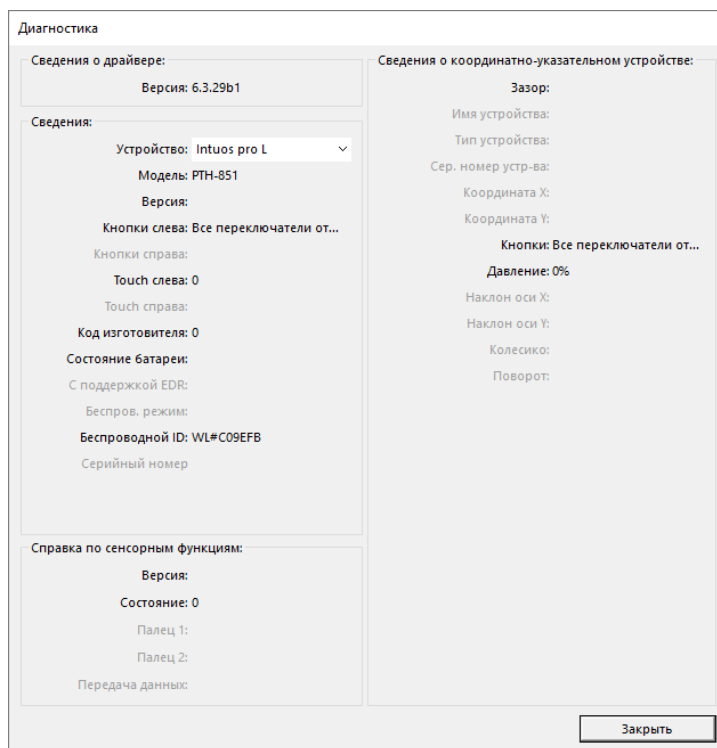 Диагностика
Сведения о драйвере:
Версия: 6.3.29b1
Сведения:
Устройство: Intuos pro L
Модель: PTH-851
Версия:
Кнопки слева: Все переключатели от...
Кнопки справа:
Touch слева: 0
Touch справа:
Код изготовителя: 0
Состояние батареи:
С поддержкой EDR:
Беспров. режим:
Беспроводной ID: WL#C09EFB
Серийный номер
Справка по сенсорным функциям:
Версия:
Состояние: 0
Палец 1:
Палец 2:
Передача данных:
Сведения о координатно-указательном устройстве:
Зазор:
Имя устройства:
Тип устройства:
Сер. номер устр-ва:
Координата X:
Координата Y:
Кнопки: Все переключатели от...
Давление: 0%
Наклон оси X:
Наклон оси Y:
Колесико:
Поворот:
Закрыть